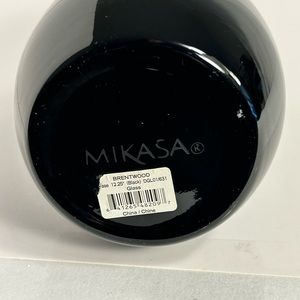 MIKASA®
BRENTWOOD
Vase 12.25" (Black)
Glass
China / Chine